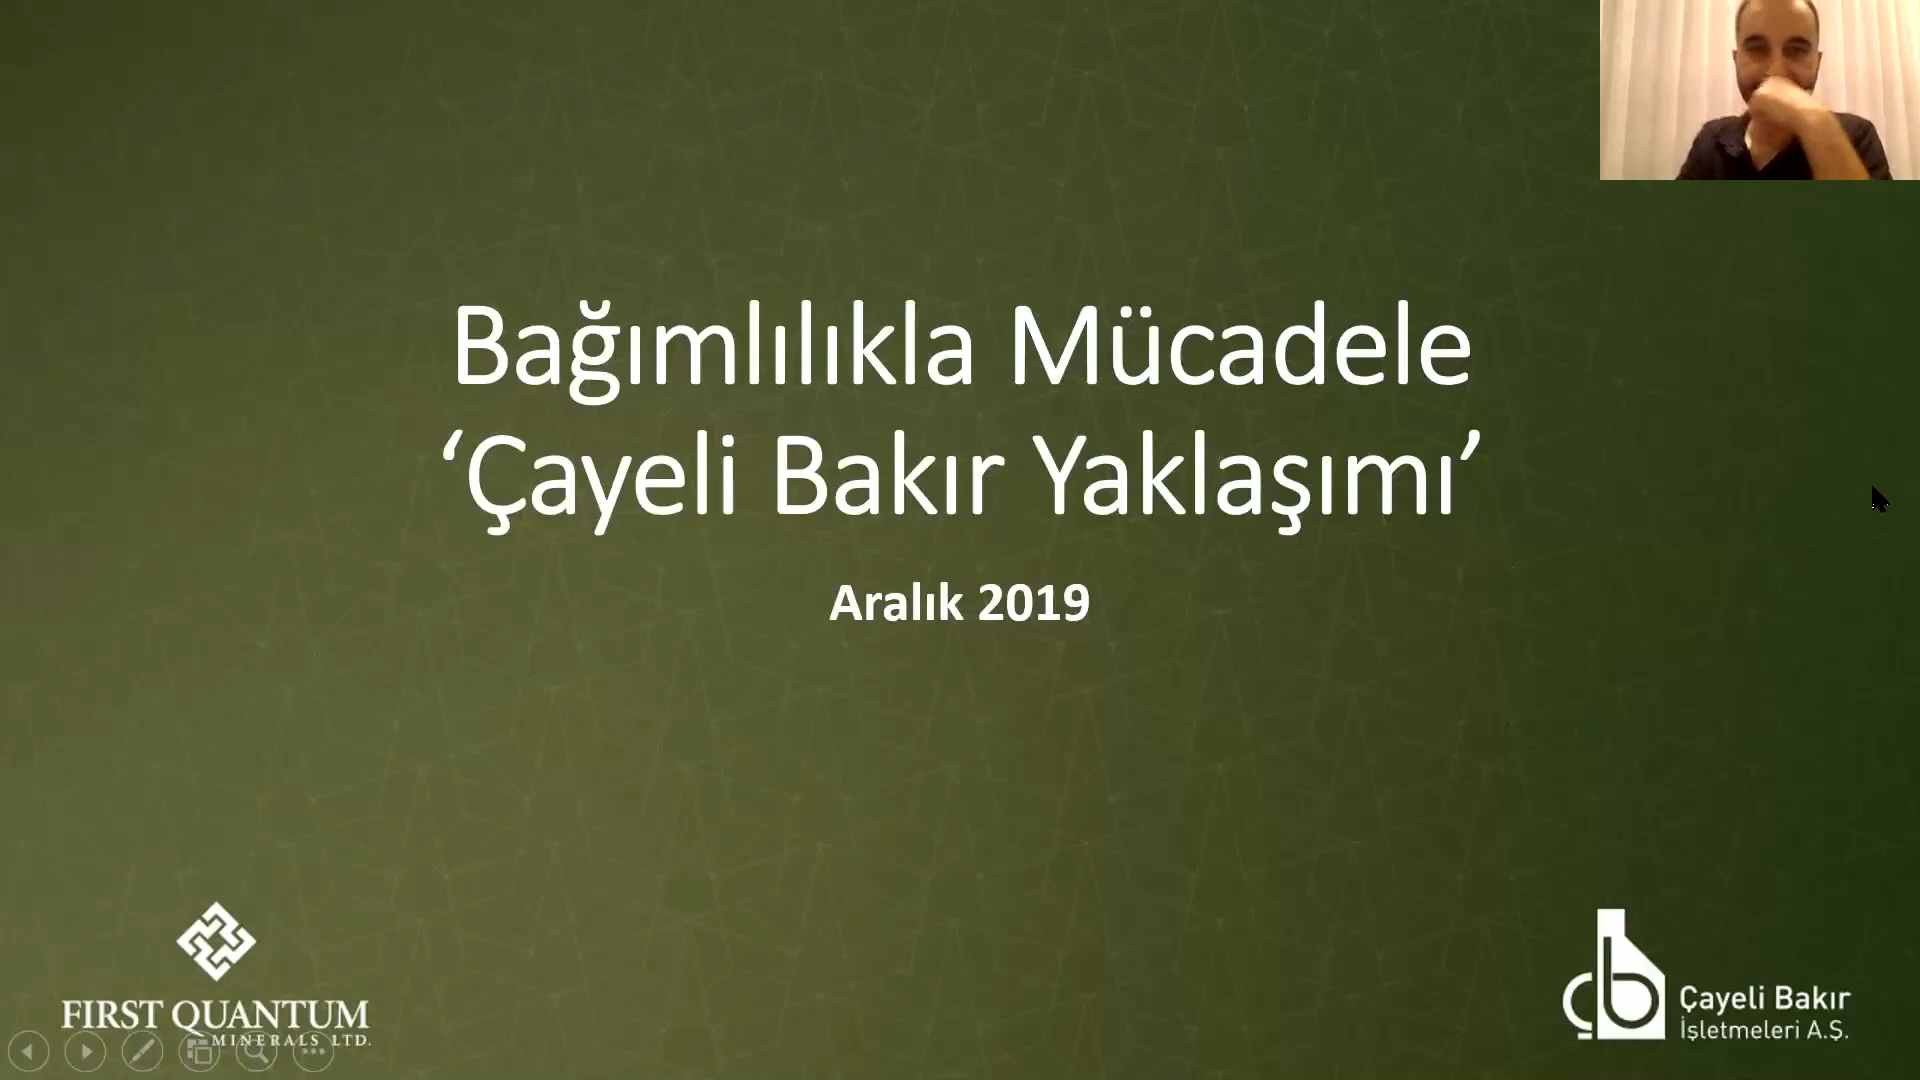 Bağımlılıkla Mücadele
‘Çayeli Bakır Yaklaşımı’
Aralık 2019
FIRST QUANTUM
MINERALS LTD.
Çayeli Bakır
İşletmeleri A.Ş.